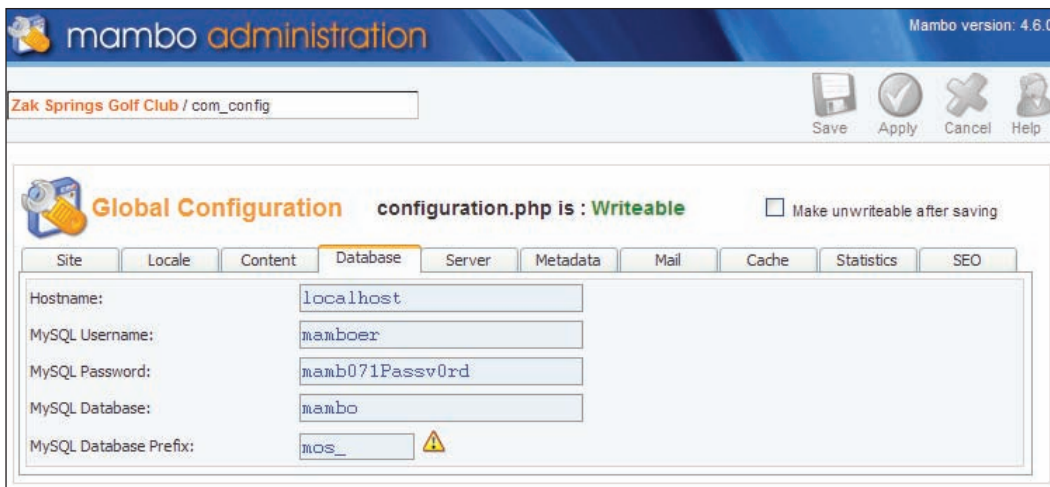 mambo administration
Mambo version: 4.6.0
Zak Springs Golf Club / com_config
Save Apply Cancel Help
Global Configuration configuration.php is : Writeable Make unwriteable after saving
Site Locale Content Database Server Metadata Mail Cache Statistics SEO
Hostname: localhost
MySQL Username: mamboer
MySQL Password: mamb071Passv0rd
MySQL Database: mambo
MySQL Database Prefix: mos_